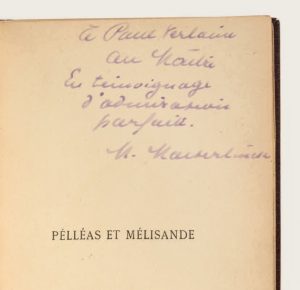 à Paul Verlaine
au Maître
En témoignage
d'admiration
parfaite.
M. Maeterlinck
PÉLLÉAS ET MÉLISANDE